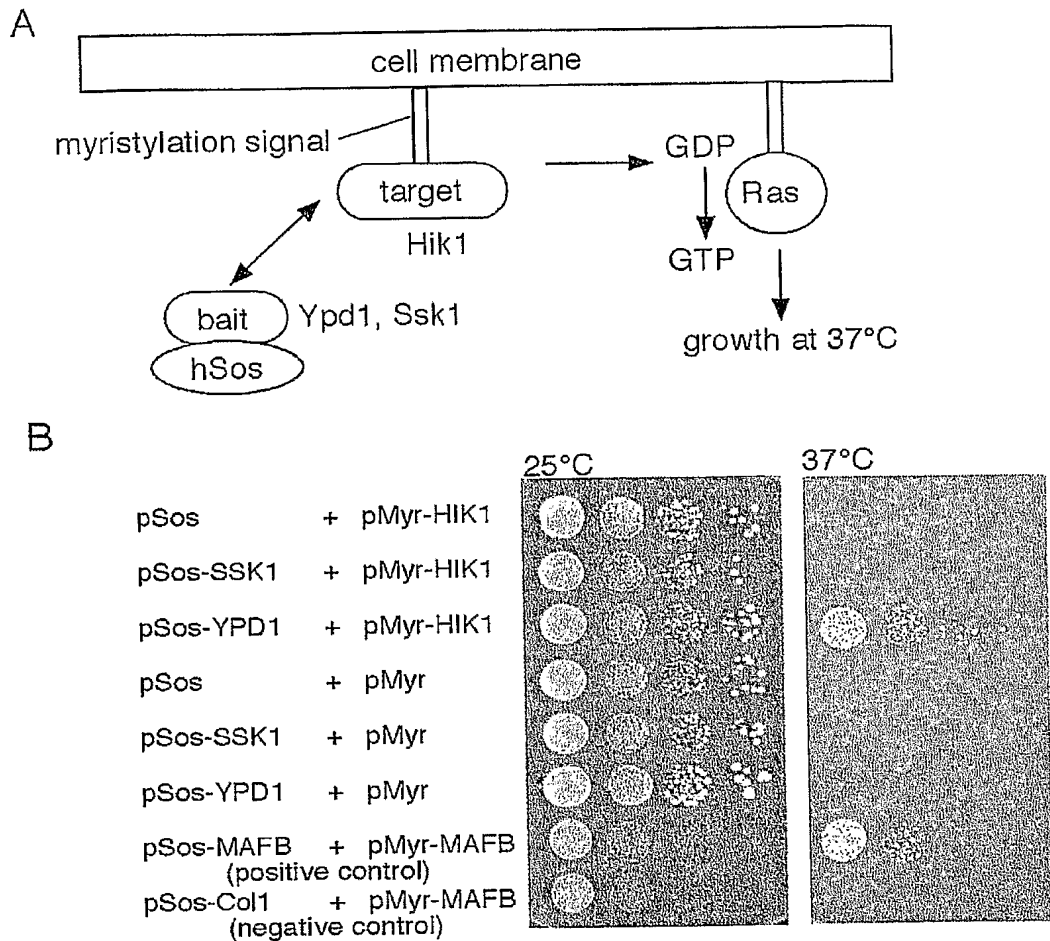 A
cell membrane
myristylation signal
target
Hik1
GDP
GTP
Ras
bait
Ypd1, Ssk1
hSos
growth at 37°C
B
25°C
37°C
pSos + pMyr-HIK1
pSos-SSK1 + pMyr-HIK1
pSos-YPD1 + pMyr-HIK1
pSos + pMyr
pSos-SSK1 + pMyr
pSos-YPD1 + pMyr
pSos-MAFB + pMyr-MAFB
(positive control)
pSos-Col1 + pMyr-MAFB
(negative control)